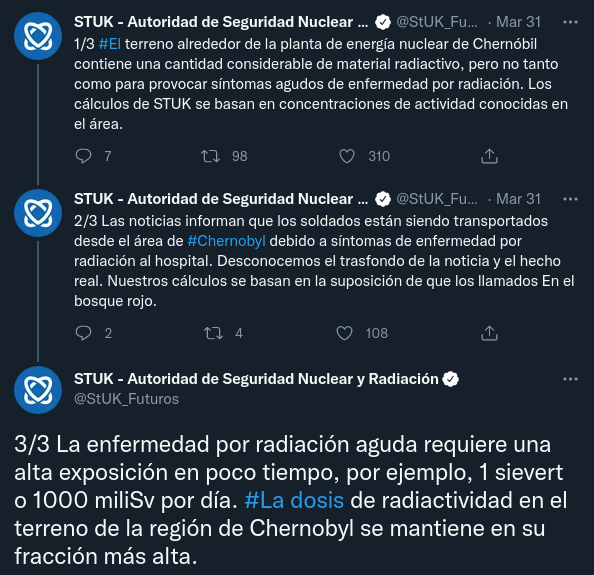 STUK - Autoridad de Seguridad Nuclear ... @StUK_Fu... · Mar 31
1/3 #El terreno alrededor de la planta de energía nuclear de Chernóbil
contiene una cantidad considerable de material radiactivo, pero no tanto
como para provocar síntomas agudos de enfermedad por radiación. Los
cálculos de STUK se basan en concentraciones de actividad conocidas en
el área.
7 98 310
STUK - Autoridad de Seguridad Nuclear ... @StUK_Fu... · Mar 31
2/3 Las noticias informan que los soldados están siendo transportados
desde el área de #Chernobyl debido a síntomas de enfermedad por
radiación al hospital. Desconocemos el trasfondo de la noticia y el hecho
real. Nuestros cálculos se basan en la suposición de que los llamados En el
bosque rojo.
2 4 108
STUK - Autoridad de Seguridad Nuclear y Radiación
@StUK_Futuros
3/3 La enfermedad por radiación aguda requiere una
alta exposición en poco tiempo, por ejemplo, 1 sievert
o 1000 miliSv por día. #La dosis de radiactividad en el
terreno de la región de Chernobyl se mantiene en su
fracción más alta.